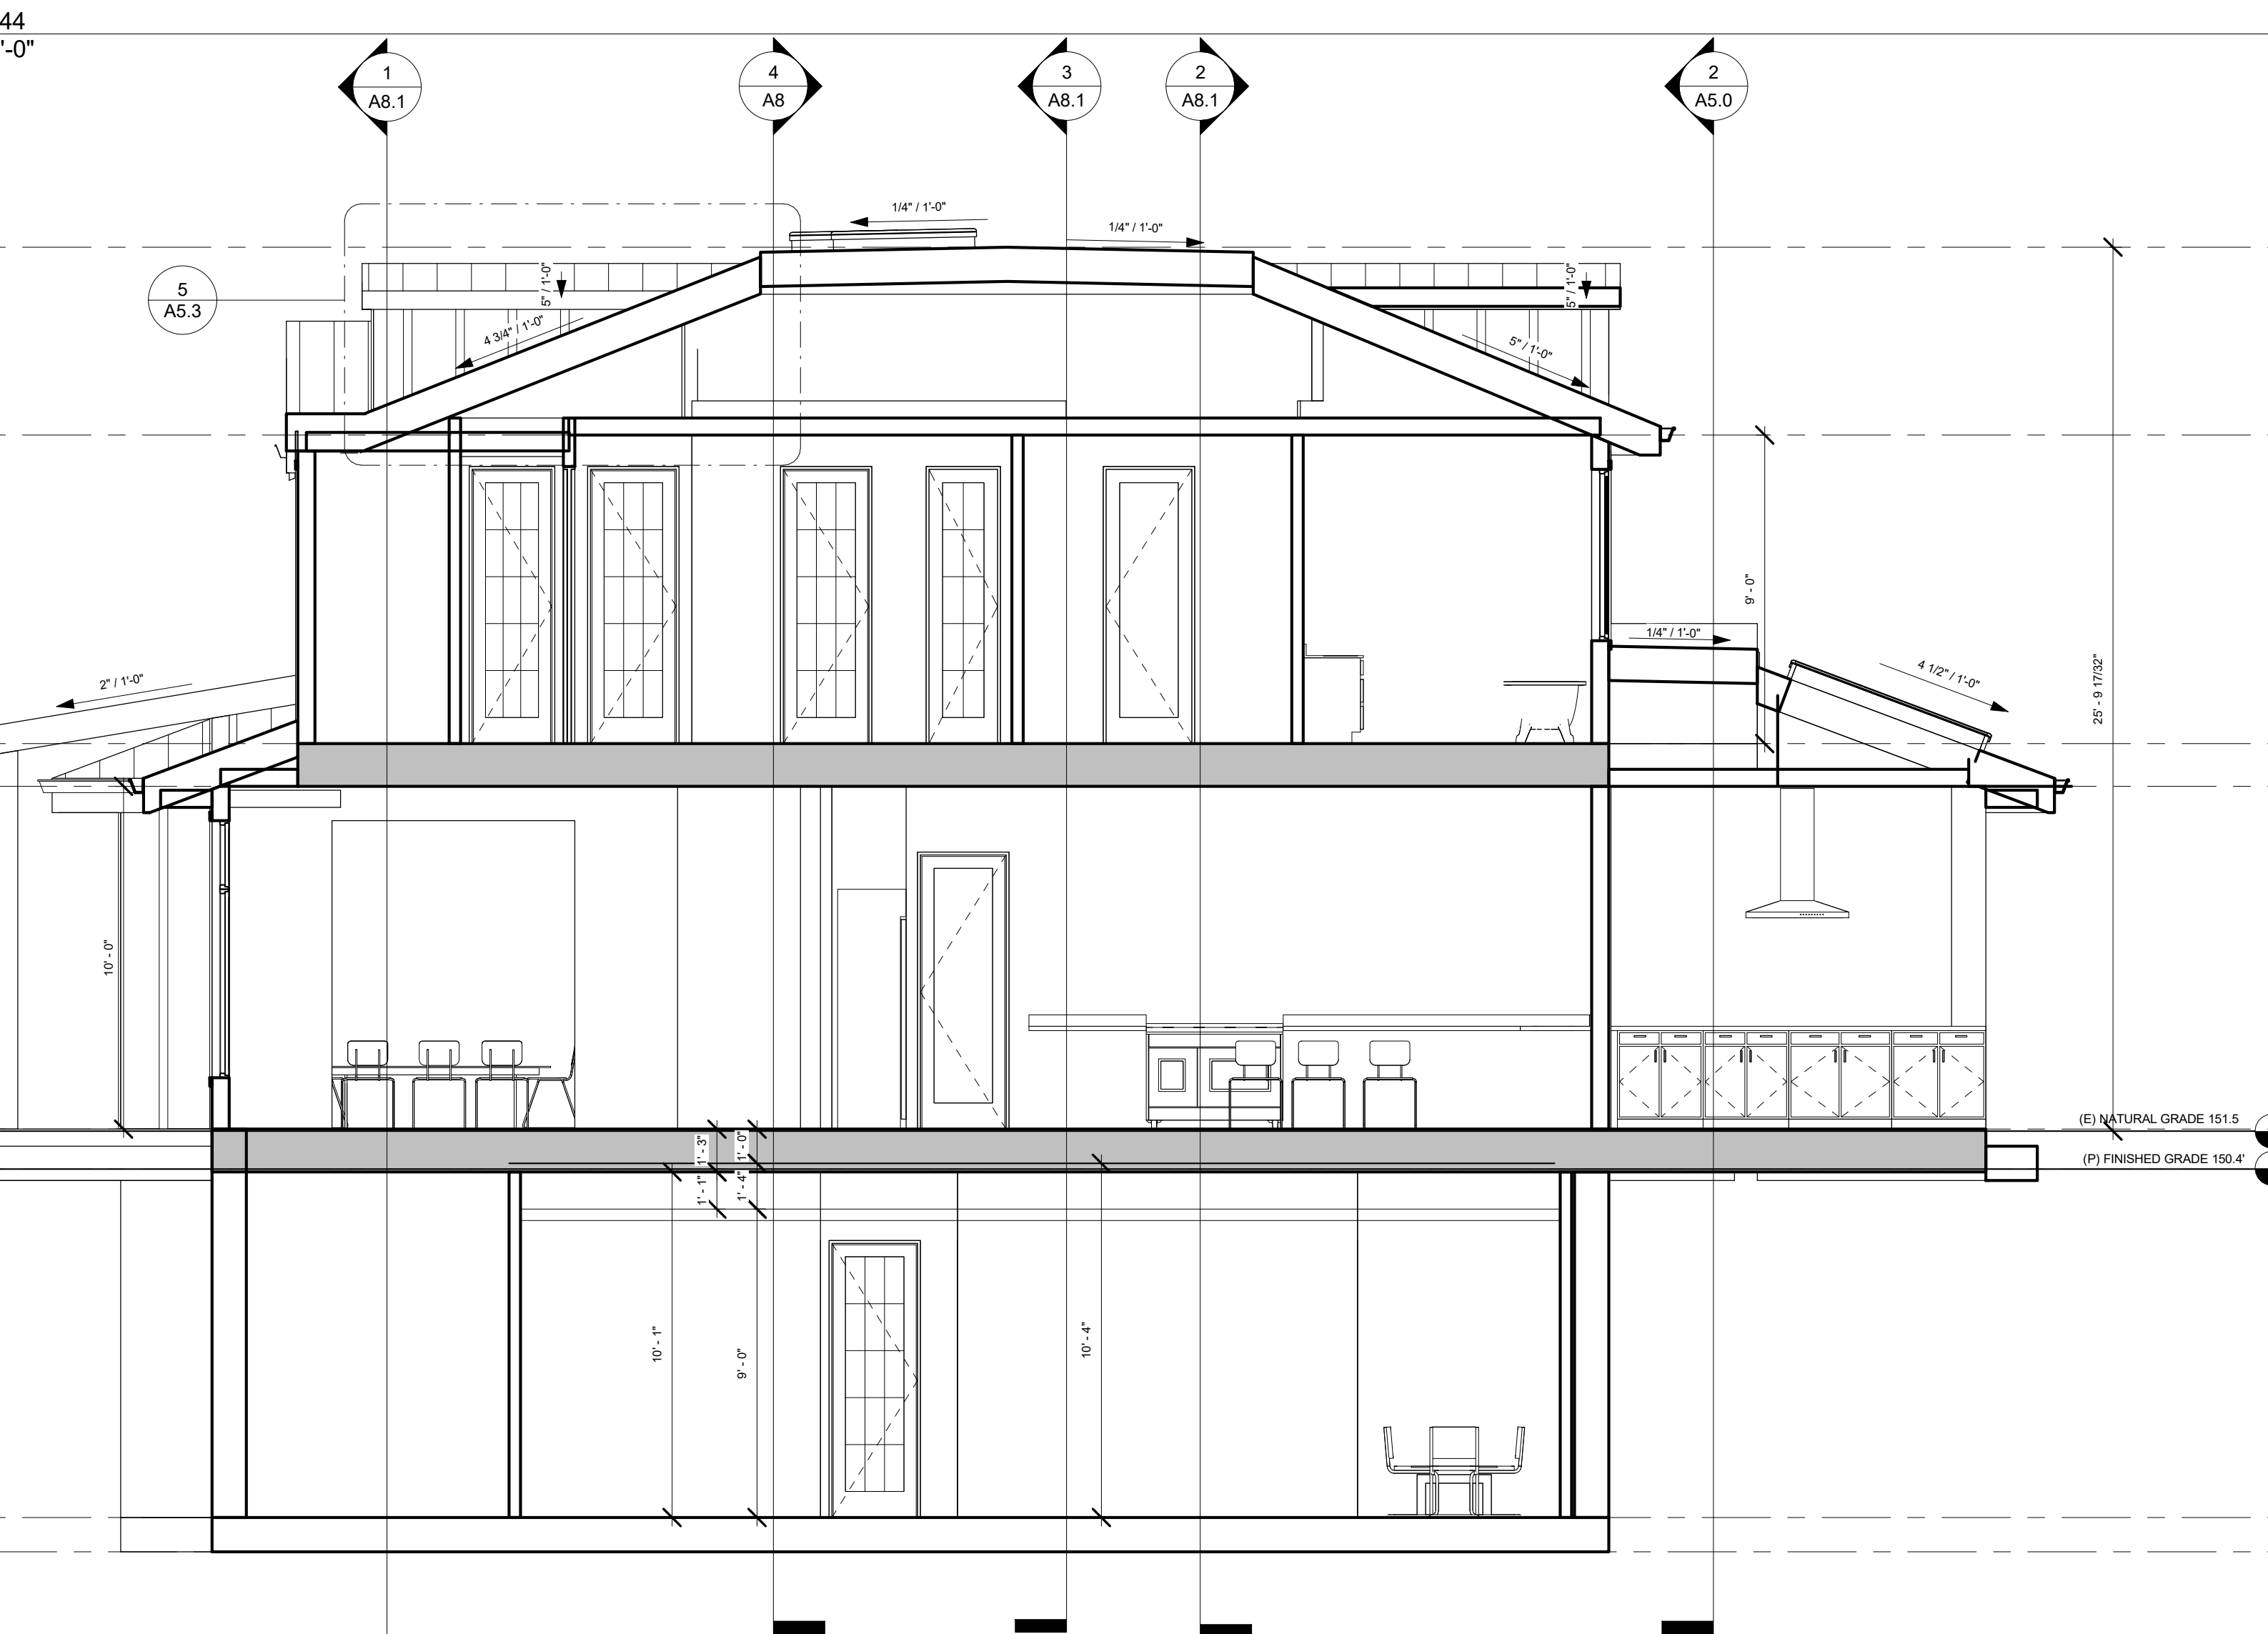 44
'-0"
1
A8.1
4
A8
3
A8.1
2
A8.1
2
A5.0
1/4" / 1'-0"
1/4" / 1'-0"
5
A5.3
5" / 1'-0"
5" / 1'-0"
4 3/4" / 1'-0"
5" / 1'-0"
9' - 0"
1/4" / 1'-0"
2" / 1'-0"
4 1/2" / 1'-0"
25' - 9 17/32"
10' - 0"
(E) NATURAL GRADE 151.5
1' - 3"
1' - 0"
(P) FINISHED GRADE 150.4'
1' - 1"
1' - 4"
10' - 1"
9' - 0"
10' - 4"